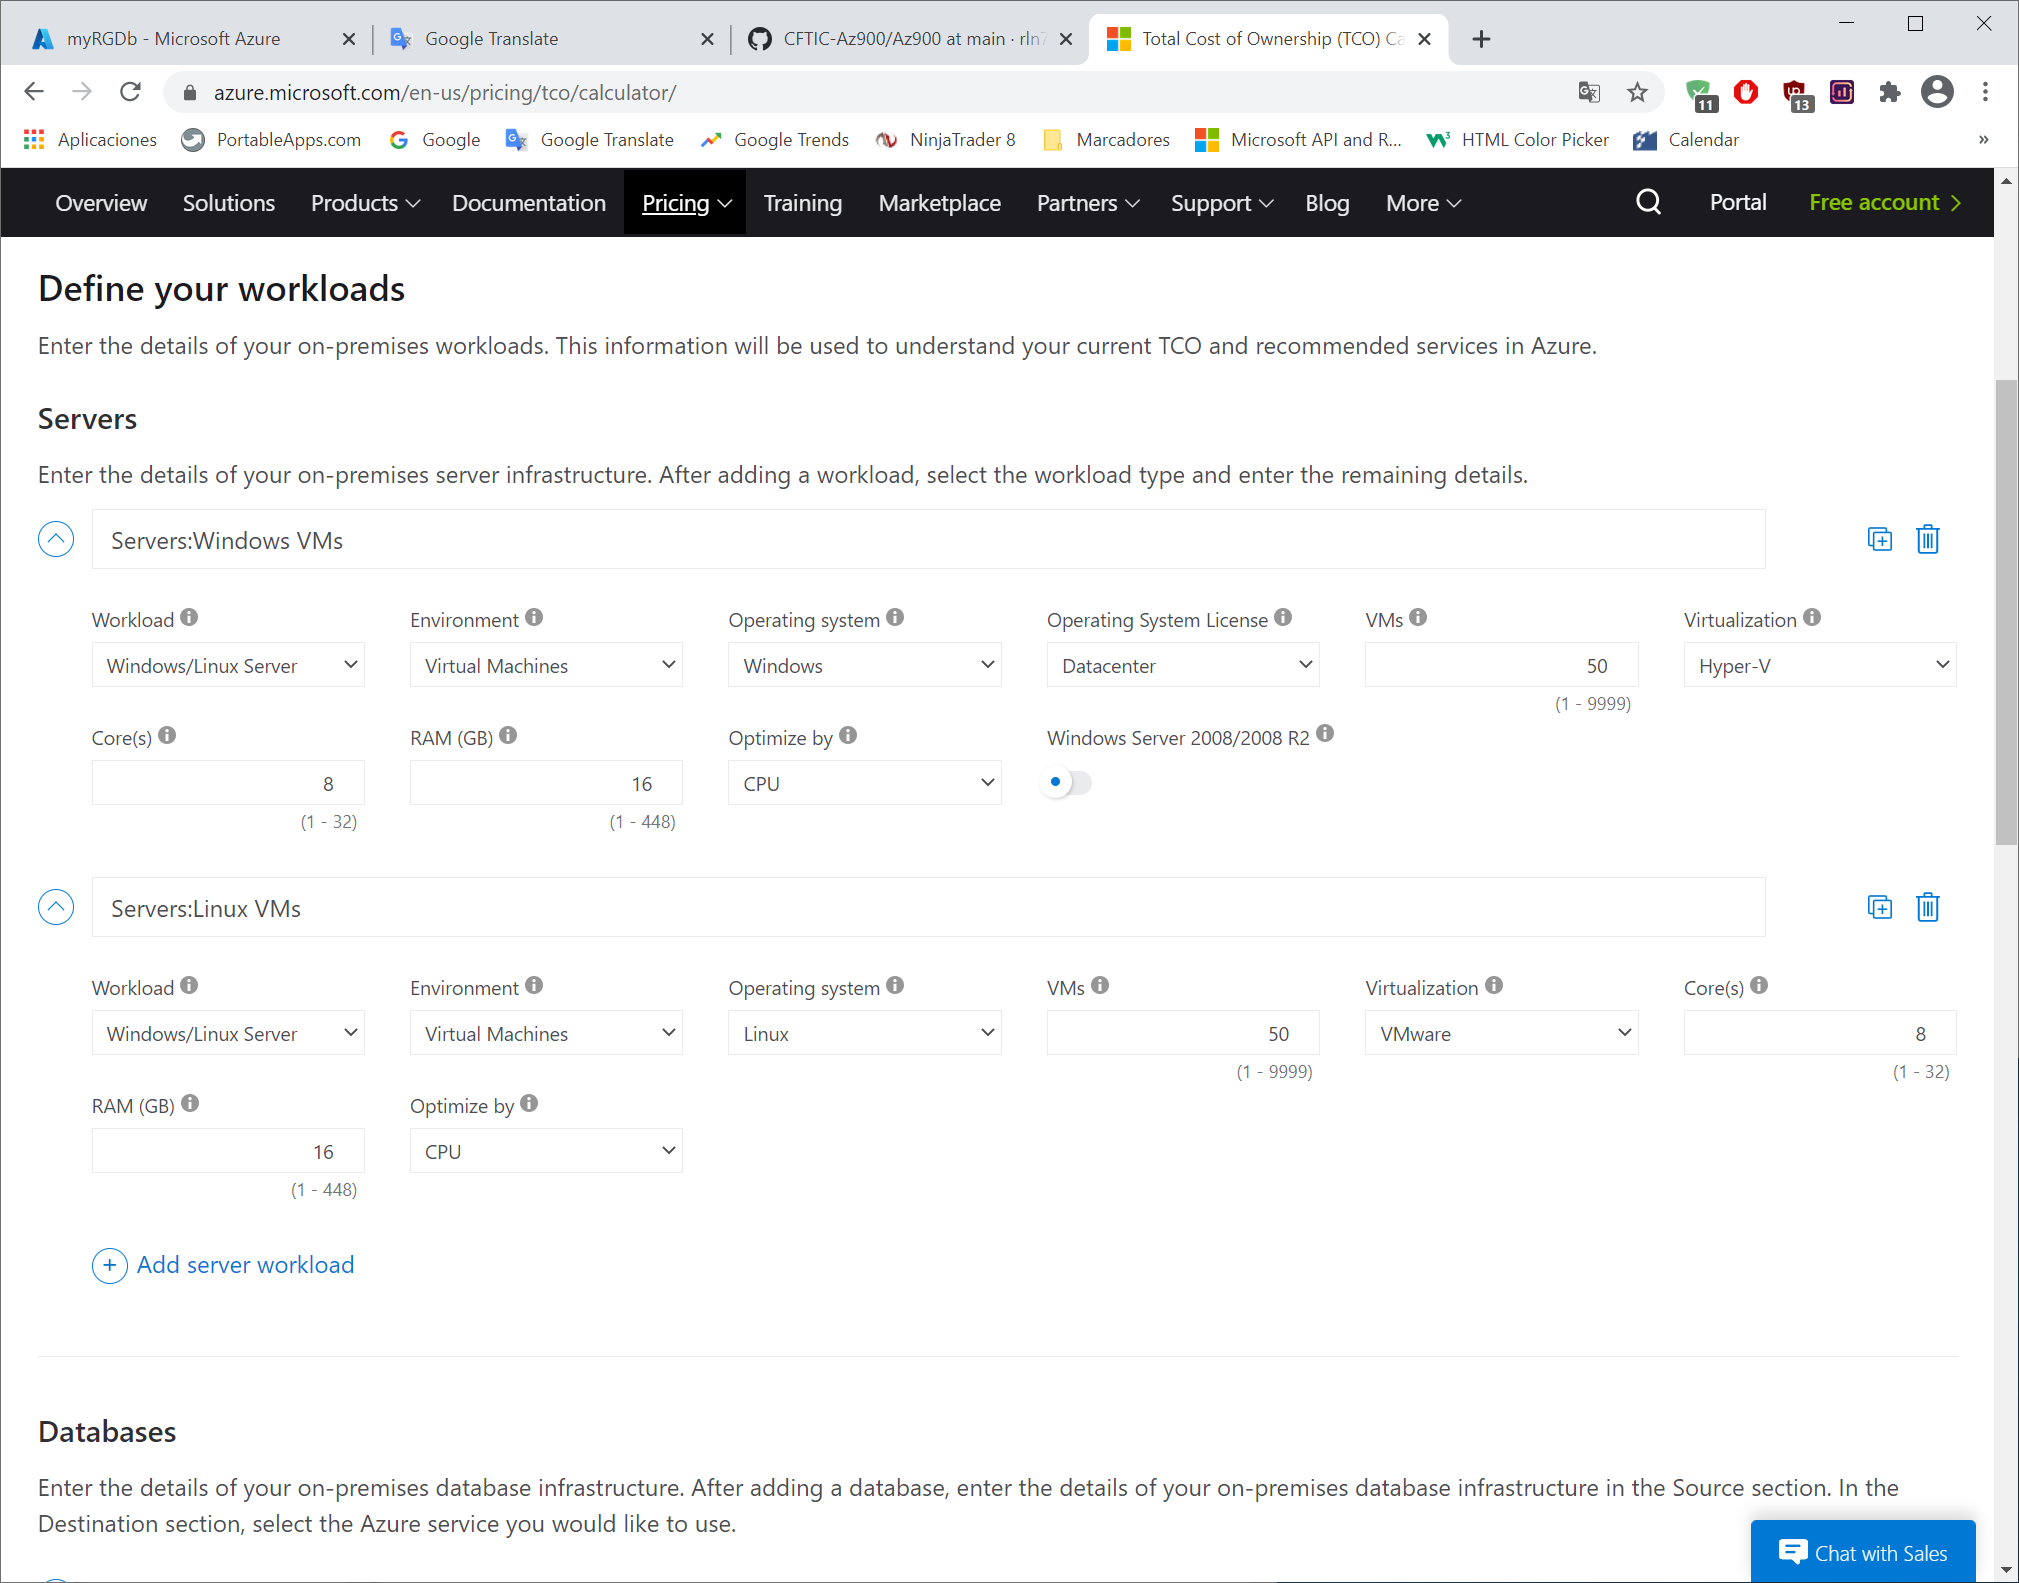 myRGDb - Microsoft Azure
Google Translate
CFTIC-Az900/Az900 at main · rln7
Total Cost of Ownership (TCO) Ca
azure.microsoft.com/en-us/pricing/tco/calculator/
11
13
Aplicaciones
PortableApps.com
Google
Google Translate
Google Trends
NinjaTrader 8
Marcadores
Microsoft API and R...
HTML Color Picker
Calendar
»
Overview
Solutions
Products
Documentation
Pricing
Training
Marketplace
Partners
Support
Blog
More
Portal
Free account
Define your workloads
Enter the details of your on-premises workloads. This information will be used to understand your current TCO and recommended services in Azure.
Servers
Enter the details of your on-premises server infrastructure. After adding a workload, select the workload type and enter the remaining details.
Servers:Windows VMs
Workload
Environment
Operating system
Operating System License
VMs
Virtualization
Windows/Linux Server
Virtual Machines
Windows
Datacenter
50
Hyper-V
(1 - 9999)
Core(s)
RAM (GB)
Optimize by
Windows Server 2008/2008 R2
8
16
CPU
(1 - 32)
(1 - 448)
Servers:Linux VMs
Workload
Environment
Operating system
VMs
Virtualization
Core(s)
Windows/Linux Server
Virtual Machines
Linux
50
VMware
8
(1 - 9999)
(1 - 32)
RAM (GB)
Optimize by
16
CPU
(1 - 448)
Add server workload
Databases
Enter the details of your on-premises database infrastructure. After adding a database, enter the details of your on-premises database infrastructure in the Source section. In the
Destination section, select the Azure service you would like to use.
Chat with Sales